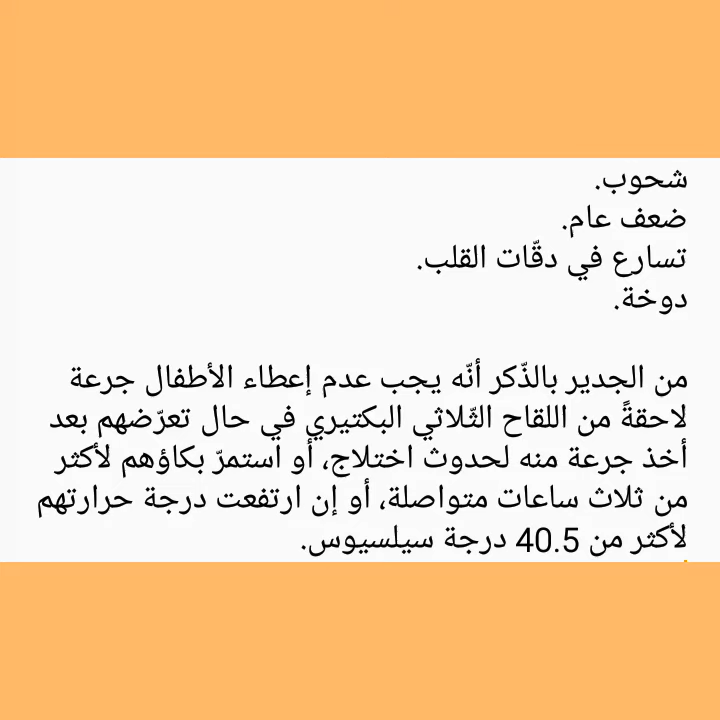 شحوب.
ضعف عام.
تسارع في دقّات القلب.
دوخة.
من الجدير بالذّكر أنّه يجب عدم إعطاء الأطفال جرعة
لاحقةً من اللقاح الثّلاثي البكتيري في حال تعرّضهم بعد
أخذ جرعة منه لحدوث اختلاج، أو استمرّ بكاؤهم لأكثر
من ثلاث ساعات متواصلة، أو إن ارتفعت درجة حرارتهم
لأكثر من 40.5 درجة سيلسيوس.